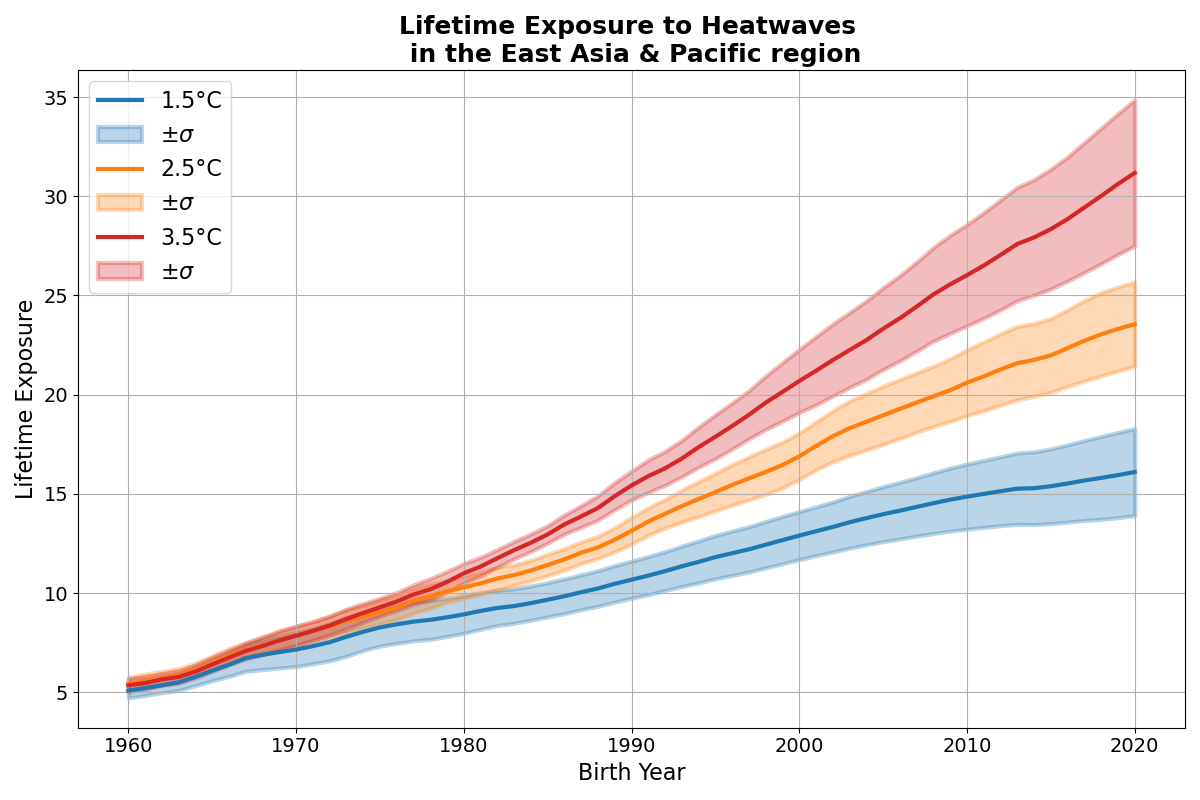 Lifetime Exposure to Heatwaves
in the East Asia & Pacific region
1.5°C
±σ
2.5°C
±σ
3.5°C
±σ
35
30
25
20
15
10
5
Lifetime Exposure
1960 1970 1980 1990 2000 2010 2020
Birth Year